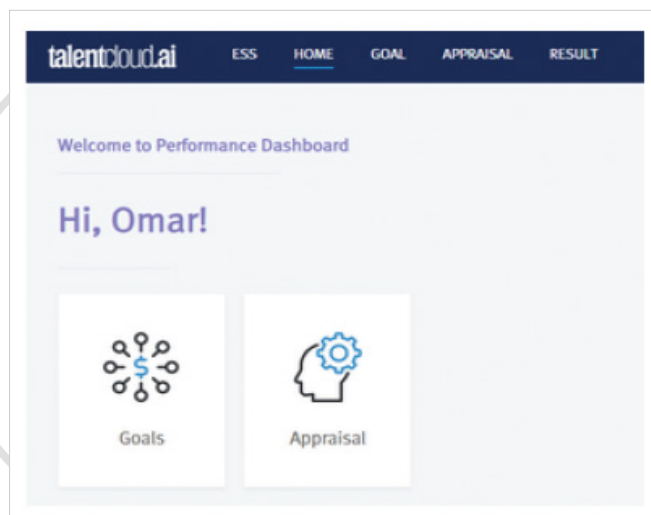 talentcloud.ai ESS HOME GOAL APPRAISAL RESULT
Welcome to Performance Dashboard
Hi, Omar!
Goals Appraisal